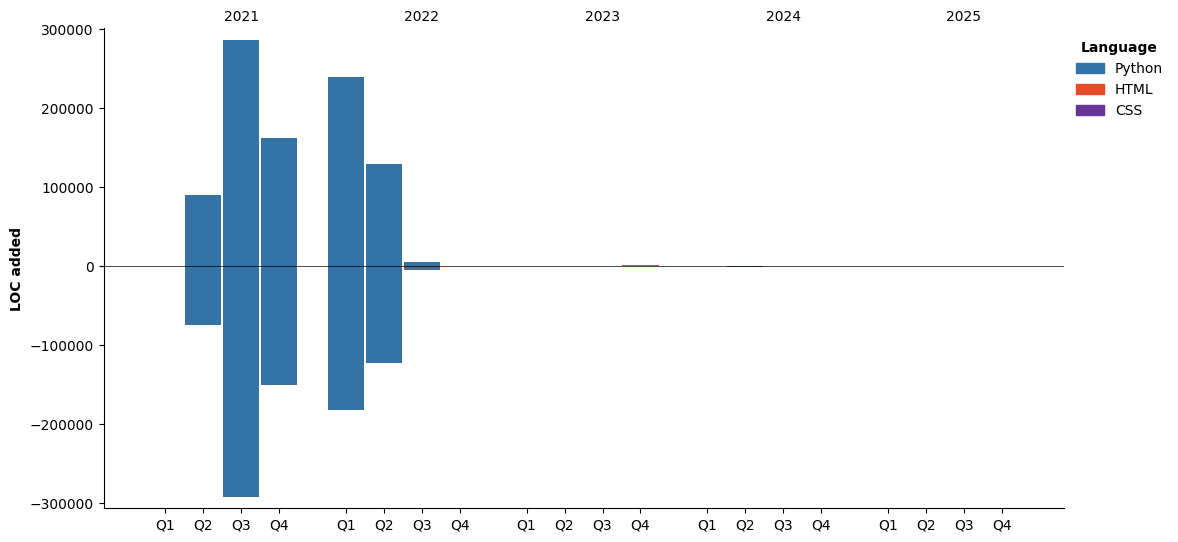 2021 2022 2023 2024 2025
300000
200000
100000
0
−100000
−200000
−300000
LOC added
Q1 Q2 Q3 Q4 Q1 Q2 Q3 Q4 Q1 Q2 Q3 Q4 Q1 Q2 Q3 Q4 Q1 Q2 Q3 Q4
Language
Python
HTML
CSS